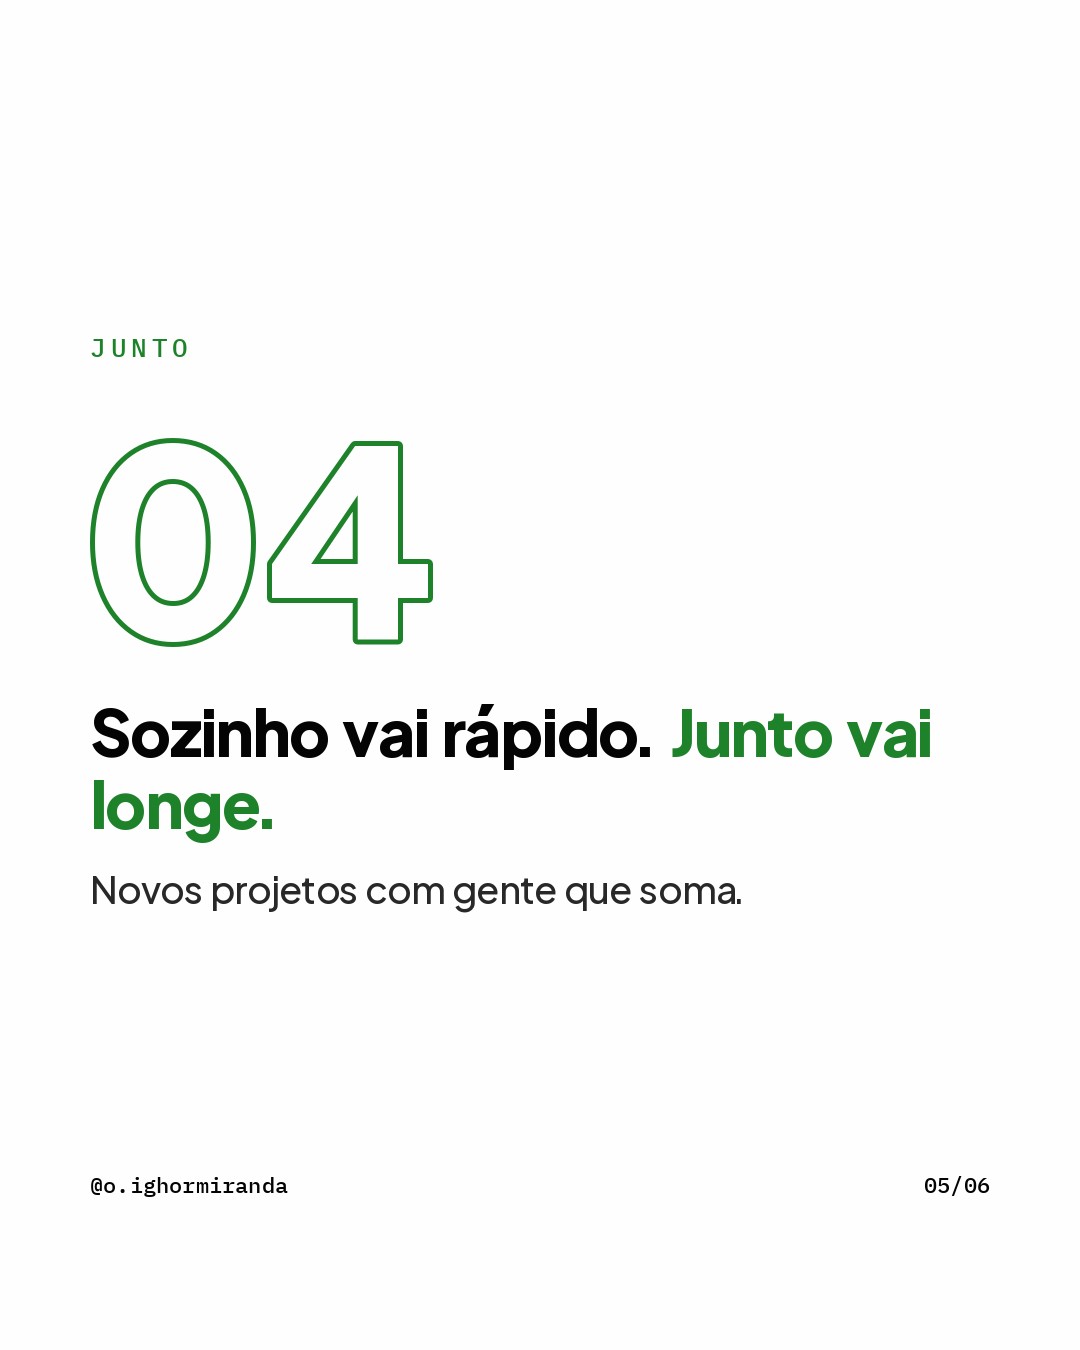 JUNTO
04
Sozinho vai rápido. Junto vai
longe.
Novos projetos com gente que soma.
@o.ighormiranda
05/06